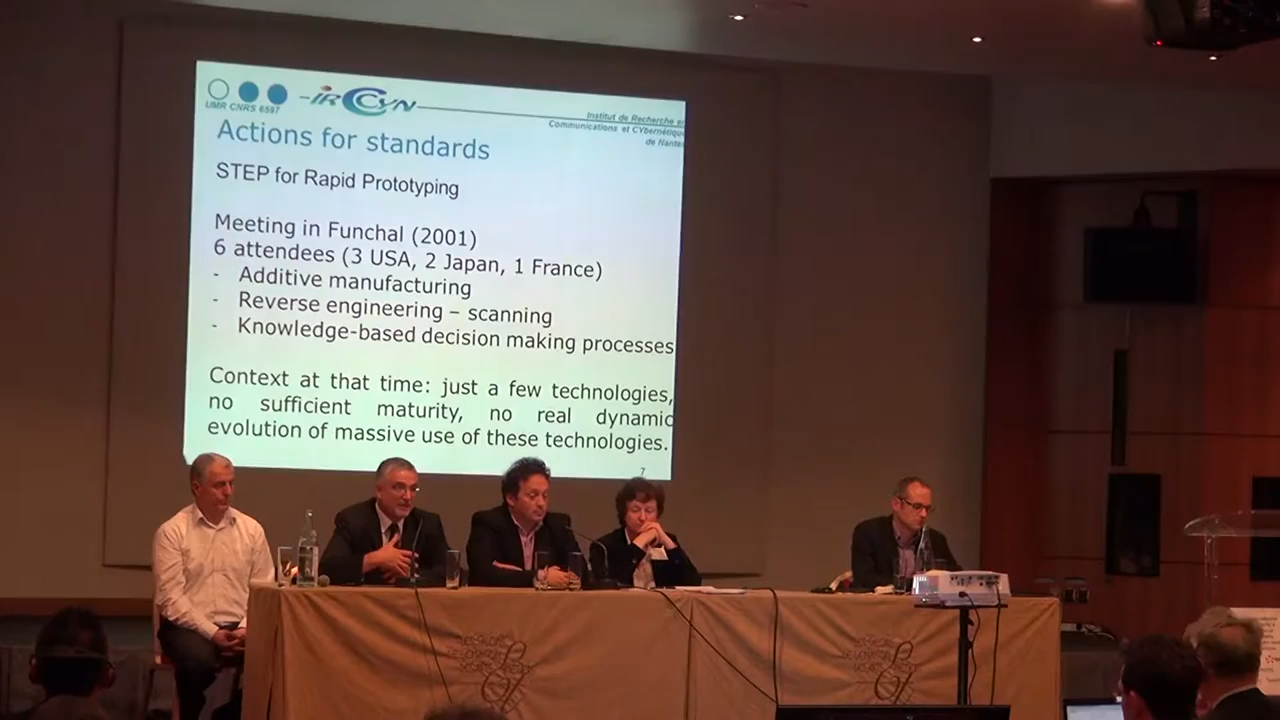 UMR CNRS 6597
IRCCyN
Institut de Recherche en
Communications et CYbernétique
de Nantes
Actions for standards
STEP for Rapid Prototyping
Meeting in Funchal (2001)
6 attendees (3 USA, 2 Japan, 1 France)
- Additive manufacturing
- Reverse engineering – scanning
- Knowledge-based decision making processes
Context at that time: just a few technologies,
no sufficient maturity, no real dynamic
evolution of massive use of these technologies.
7